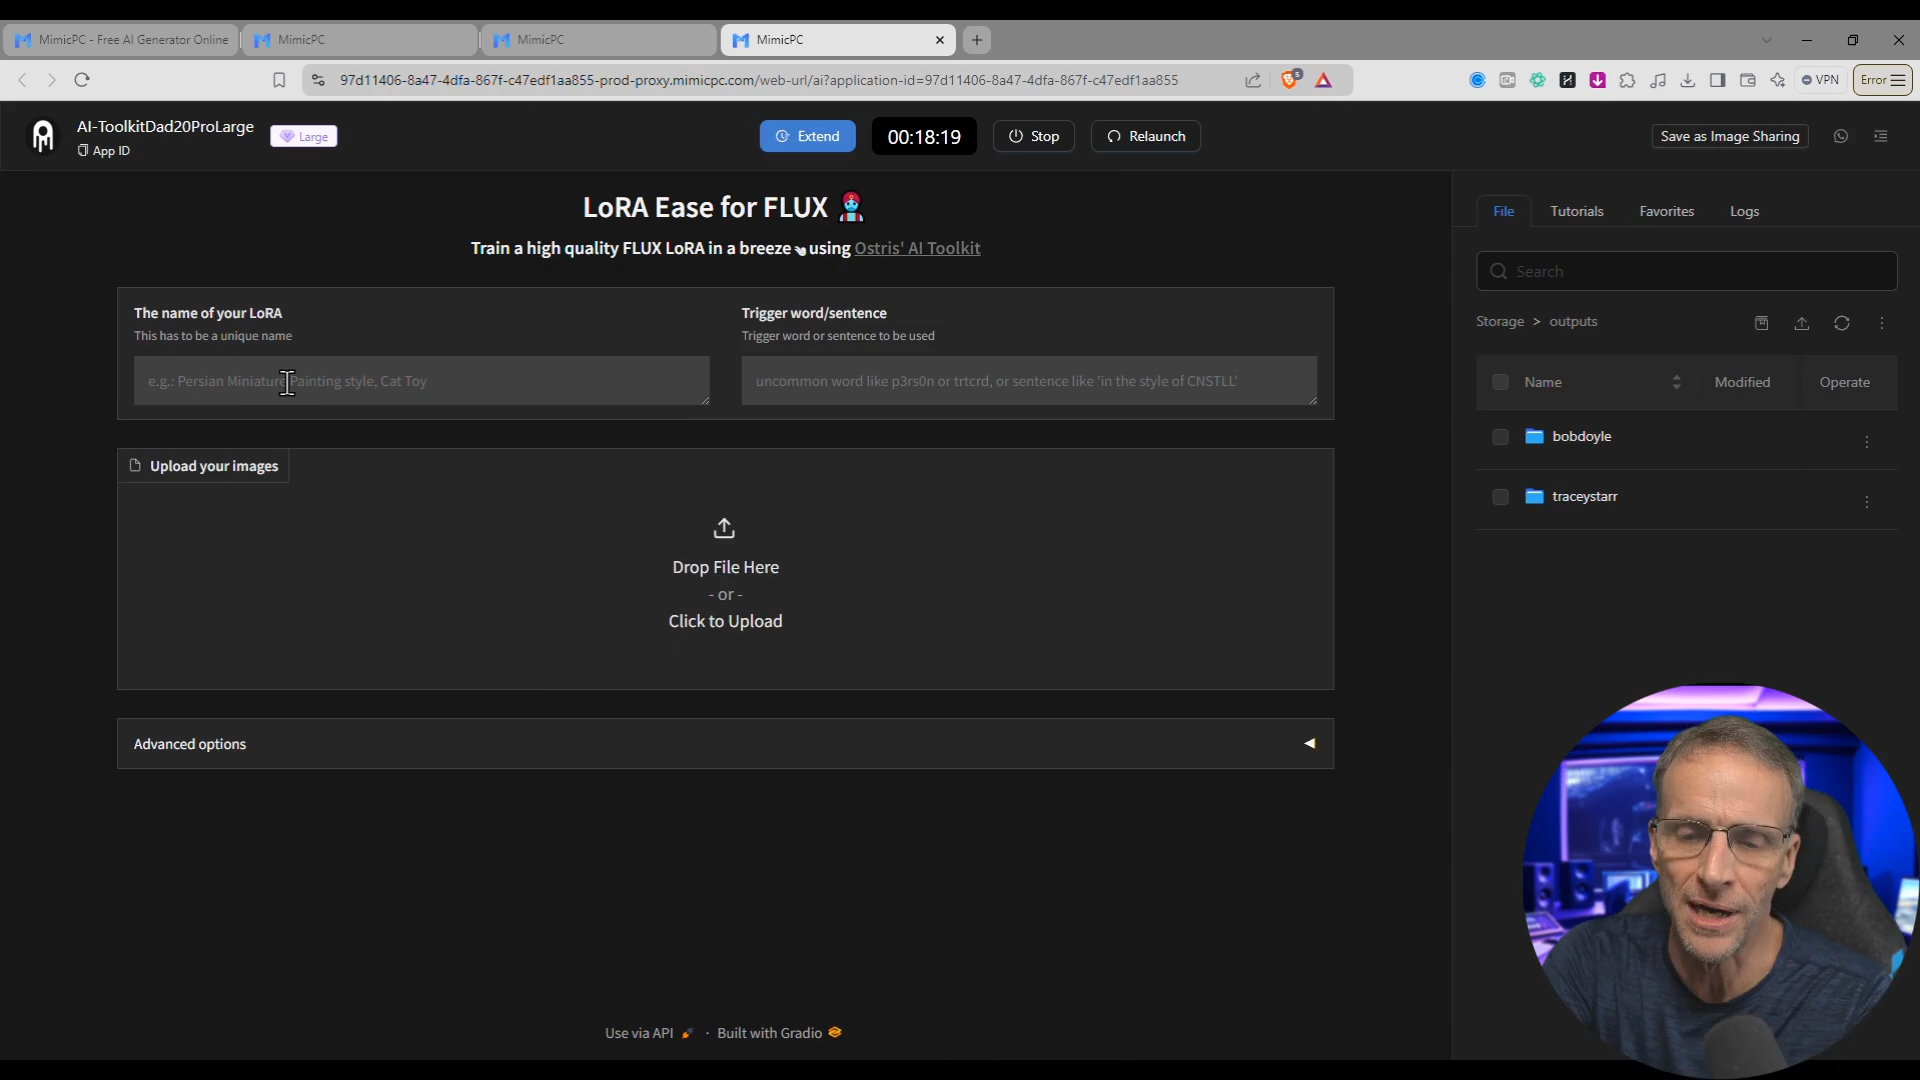 MimicPC - Free AI Generator Online
MimicPC
MimicPC
MimicPC
97d11406-8a47-4dfa-867f-c47edf1aa855-prod-proxy.mimicpc.com/web-url/ai?application-id=97d11406-8a47-4dfa-867f-c47edf1aa855
5
VPN
Error
AI-ToolkitDad20ProLarge
Large
App ID
Extend
00:18:19
Stop
Relaunch
Save as Image Sharing
LoRA Ease for FLUX
Train a high quality FLUX LoRA in a breeze using Ostris' AI Toolkit
The name of your LoRA
This has to be a unique name
e.g.: Persian Miniature Painting style, Cat Toy
Trigger word/sentence
Trigger word or sentence to be used
uncommon word like p3rs0n or trtcrd, or sentence like 'in the style of CNSTLL'
Upload your images
Drop File Here
- or -
Click to Upload
Advanced options
Use via API · Built with Gradio
File
Tutorials
Favorites
Logs
Search
Storage > outputs
Name
Modified
Operate
bobdoyle
traceystarr